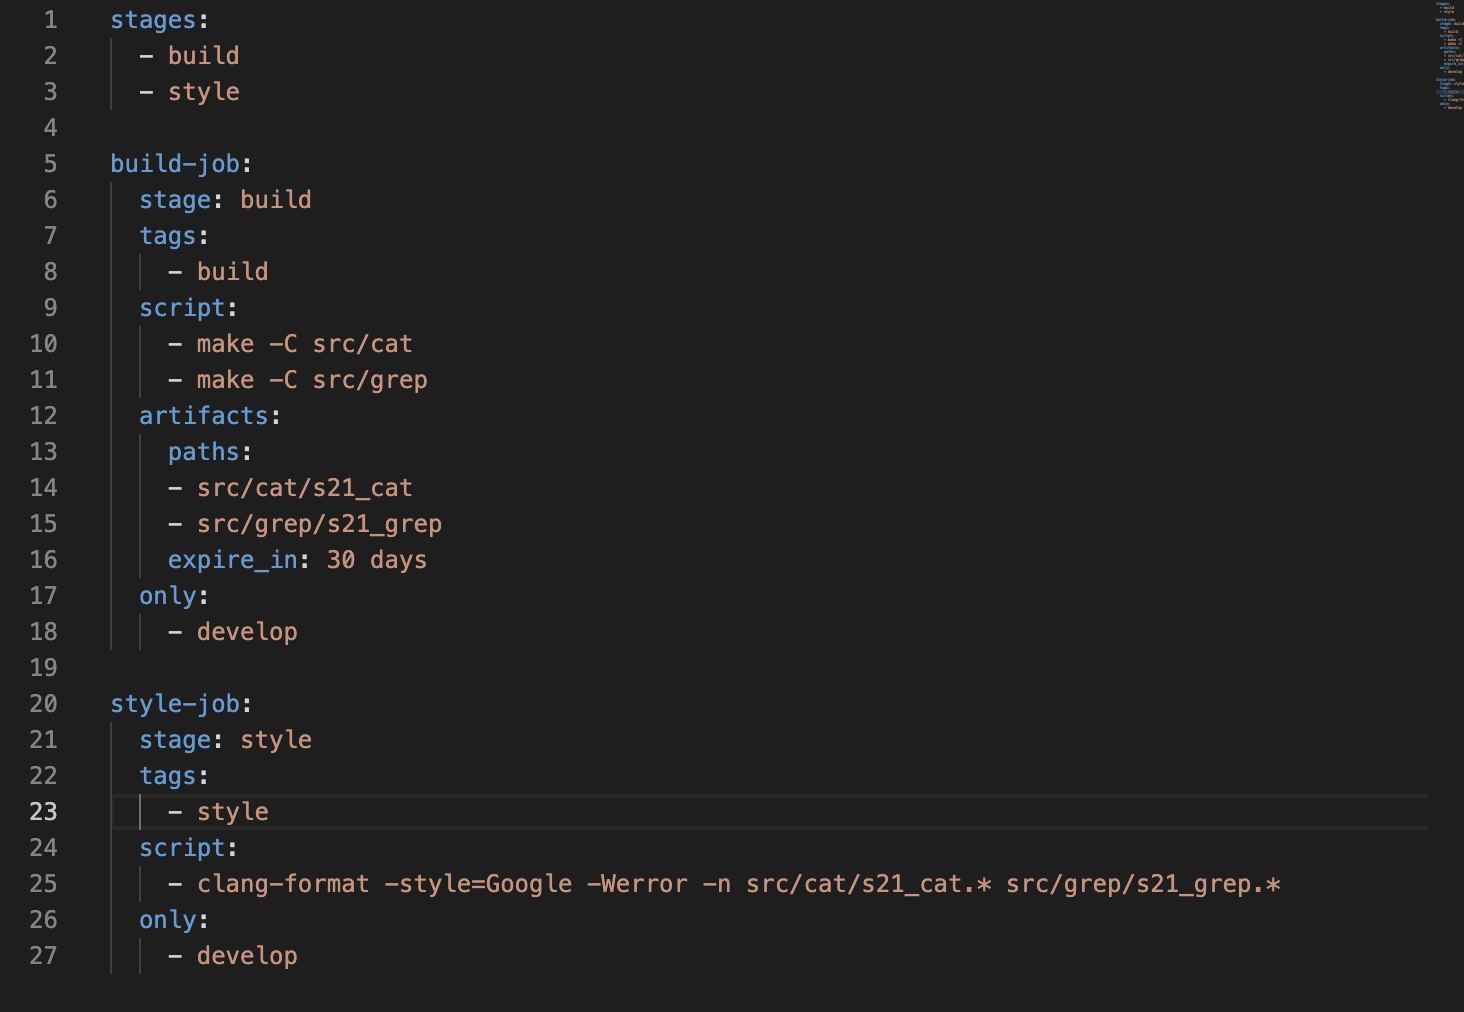 1 stages:
2   - build
3   - style
4
5 build-job:
6   stage: build
7   tags:
8     - build
9   script:
10     - make -C src/cat
11     - make -C src/grep
12   artifacts:
13     paths:
14     - src/cat/s21_cat
15     - src/grep/s21_grep
16     expire_in: 30 days
17   only:
18     - develop
19
20 style-job:
21   stage: style
22   tags:
23     - style
24   script:
25     - clang-format -style=Google -Werror -n src/cat/s21_cat.* src/grep/s21_grep.*
26   only:
27     - develop